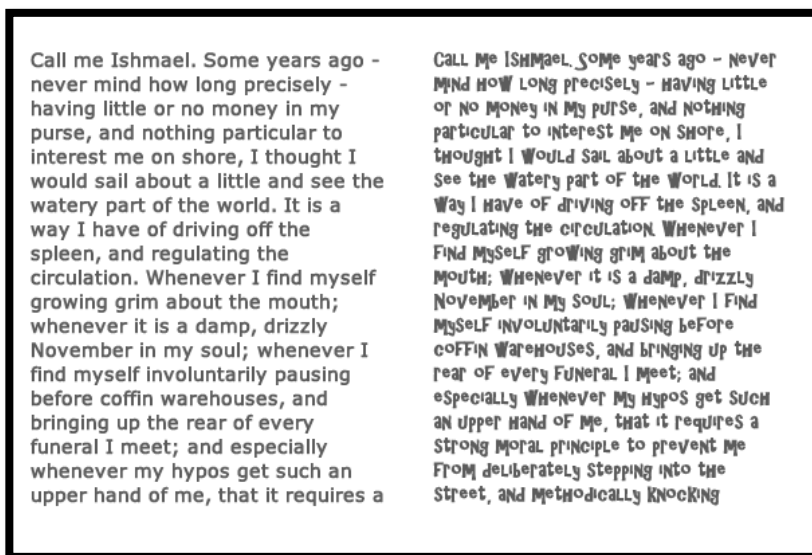 Call me Ishmael. Some years ago -
never mind how long precisely -
having little or no money in my
purse, and nothing particular to
interest me on shore, I thought I
would sail about a little and see the
watery part of the world. It is a
way I have of driving off the
spleen, and regulating the
circulation. Whenever I find myself
growing grim about the mouth;
whenever it is a damp, drizzly
November in my soul; whenever I
find myself involuntarily pausing
before coffin warehouses, and
bringing up the rear of every
funeral I meet; and especially
whenever my hypos get such an
upper hand of me, that it requires a
Call me Ishmael. Some years ago - never
mind how long precisely - having little
or no money in my purse, and nothing
particular to interest me on shore, I
thought I would sail about a little and
see the watery part of the world. It is a
way I have of driving off the spleen, and
regulating the circulation. Whenever I
find myself growing grim about the
mouth; whenever it is a damp, drizzly
November in my soul; whenever I find
myself involuntarily pausing before
coffin warehouses, and bringing up the
rear of every funeral I meet; and
especially whenever my hypos get such
an upper hand of me, that it requires a
strong moral principle to prevent me
from deliberately stepping into the
street, and methodically knocking